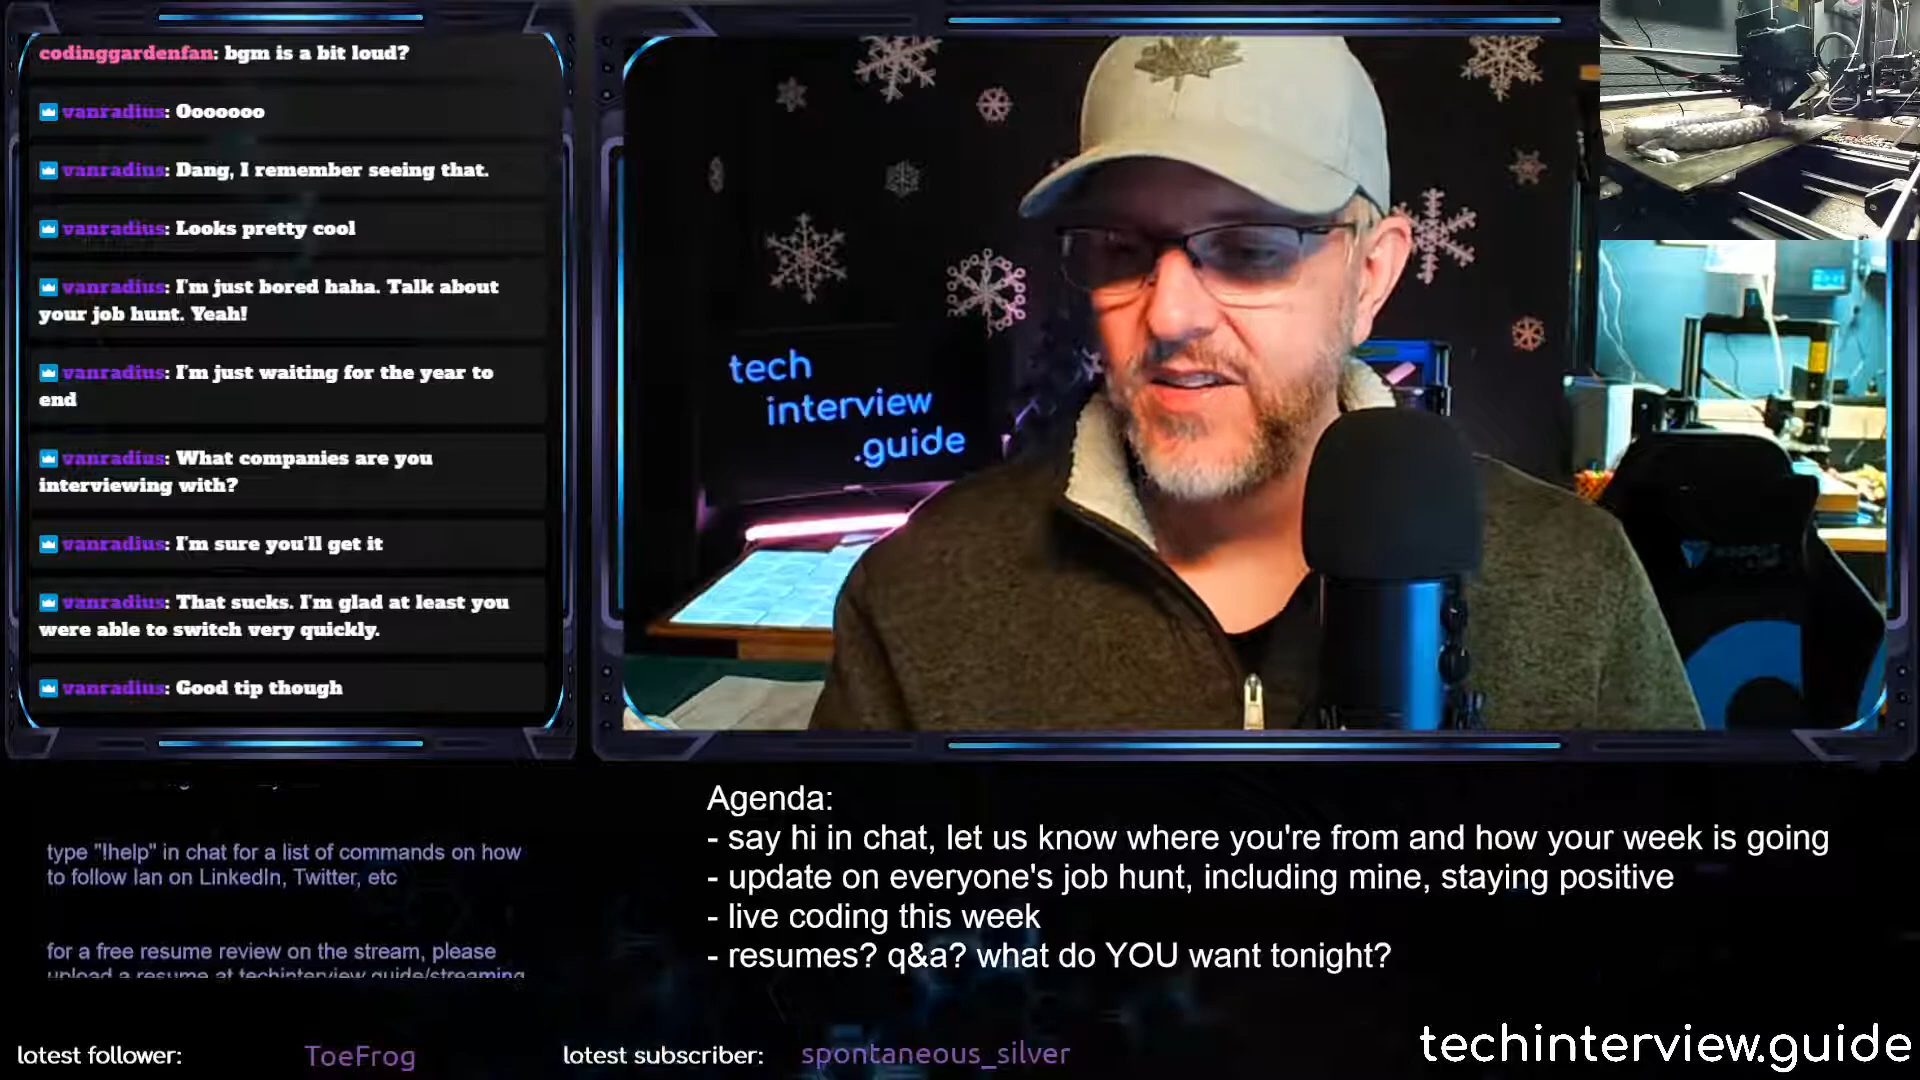 codinggardenfan: bgm is a bit loud?
vanradius: Ooooooo
vanradius: Dang, I remember seeing that.
vanradius: Looks pretty cool
vanradius: I'm just bored haha. Talk about
your job hunt. Yeah!
vanradius: I'm just waiting for the year to
end
vanradius: What companies are you
interviewing with?
vanradius: I'm sure you'll get it
vanradius: That sucks. I'm glad at least you
were able to switch very quickly.
vanradius: Good tip though
tech
interview
.guide
type "!help" in chat for a list of commands on how
to follow Ian on LinkedIn, Twitter, etc
for a free resume review on the stream, please
upload a resume at techinterview.guide/streaming
Agenda:
- say hi in chat, let us know where you're from and how your week is going
- update on everyone's job hunt, including mine, staying positive
- live coding this week
- resumes? q&a? what do YOU want tonight?
latest follower: ToeFrog
latest subscriber: spontaneous_silver
techinterview.guide